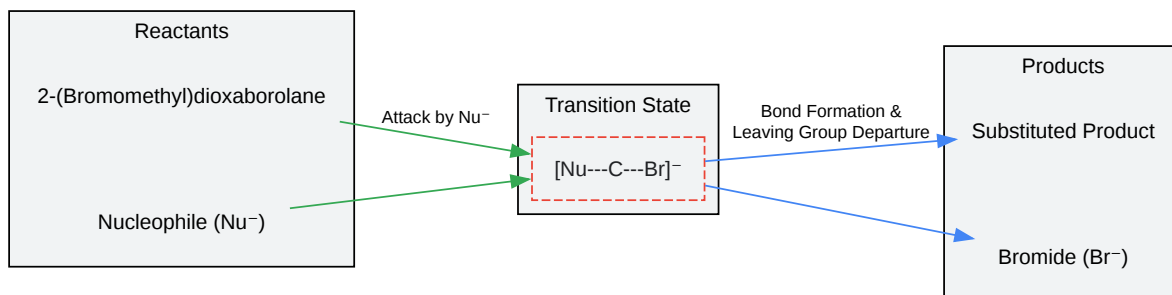 Reactants
2-(Bromomethyl)dioxaborolane
Nucleophile (Nu⁻)
Attack by Nu⁻
Transition State
[Nu---C---Br]⁻
Bond Formation &
Leaving Group Departure
Products
Substituted Product
Bromide (Br⁻)